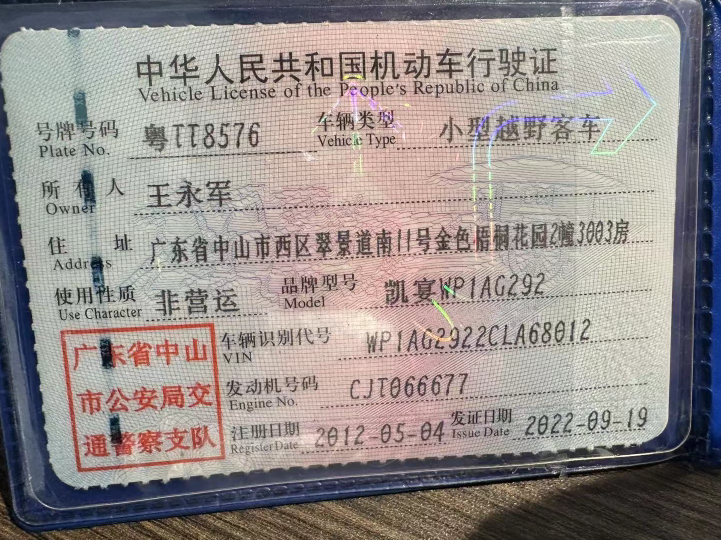 中华人民共和国机动车行驶证
Vehicle License of the People's Republic of China
号牌号码 粤TT8576 车辆类型 小型越野客车
Plate No. Vehicle Type
所有人 王永军
Owner
住址 广东省中山市西区翠景道南11号金色梧桐花园2幢3003房
Address
使用性质 非营运 品牌型号 凯宴WP1AG292
Use Character Model
车辆识别代号 WP1AG2922CLA68012
VIN
发动机号码 CJT066677
Engine No.
注册日期 2012-05-04 发证日期 2022-09-19
Register Date Issue Date
广东省中山
市公安局交
通警察支队